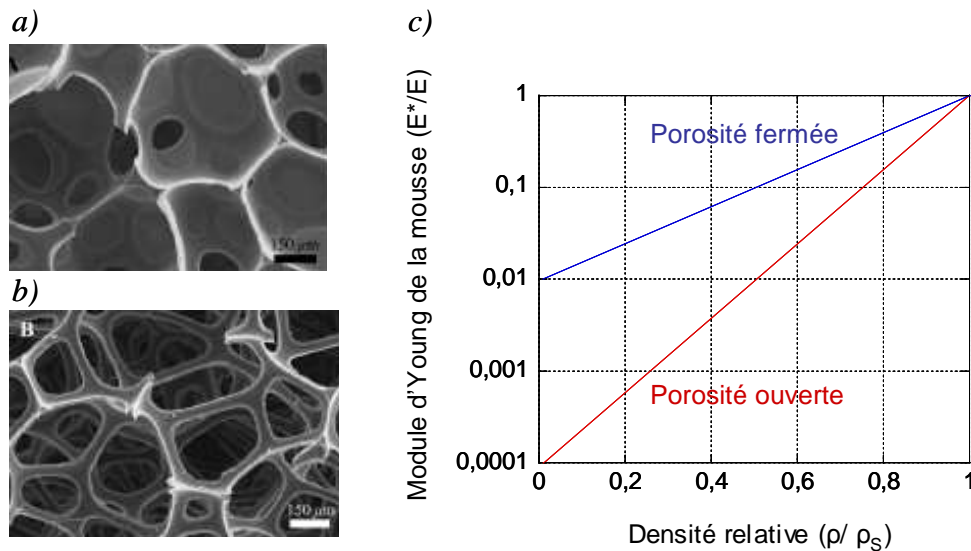 a)
150 µm
b)
B
150 µm
c)
Module d'Young de la mousse (E*/E)
1
0,1
0,01
0,001
0,0001
Porosité fermée
Porosité ouverte
0
0,2
0,4
0,6
0,8
1
Densité relative (ρ/ ρS)